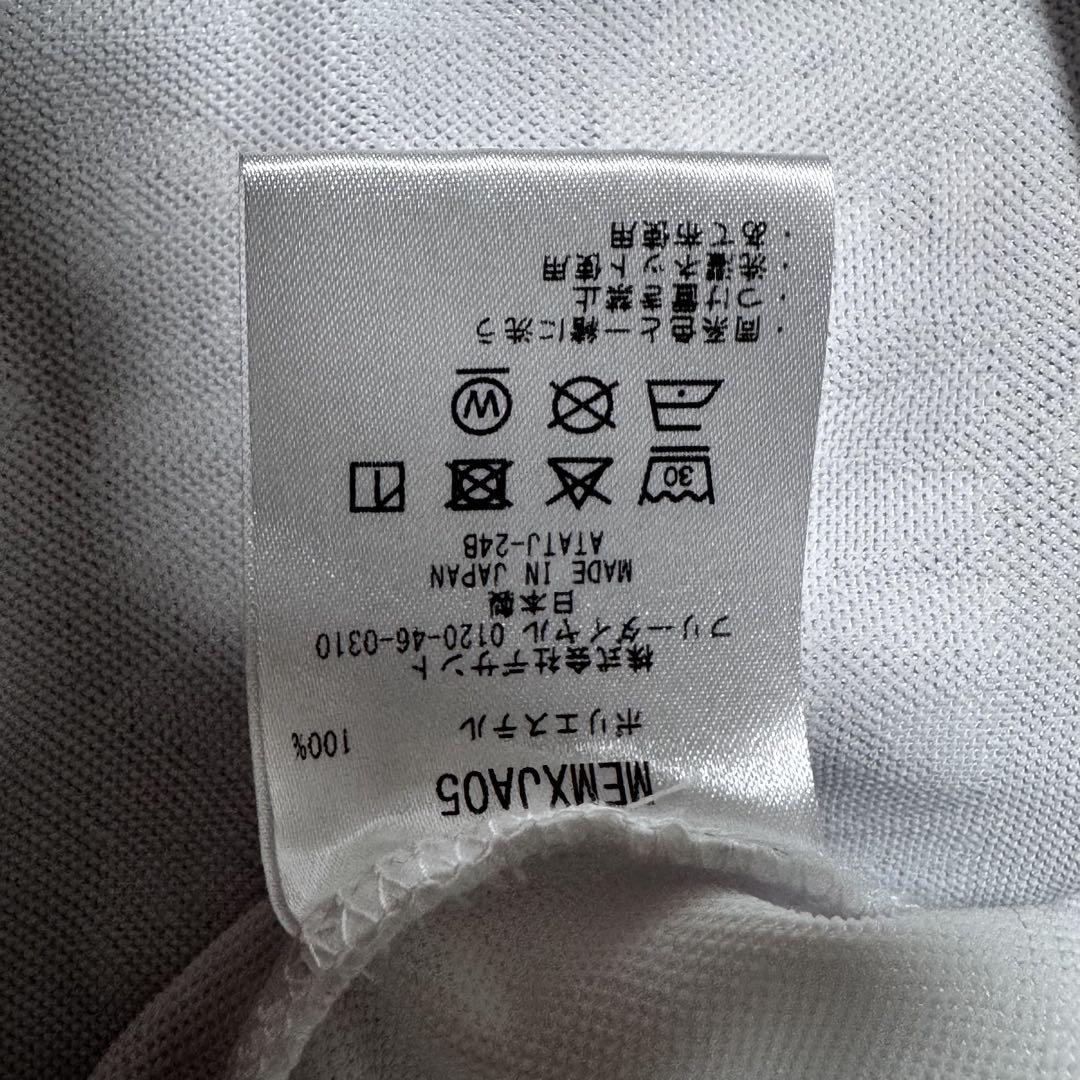 MEMXJA05
ポリエステル 100%
株式会社デサント
フリーダイヤル 0120-46-0310
日本製
MADE IN JAPAN
ATATJ-24B
30
W
・同系色と一緒に洗う
・つけ置き禁止
・洗濯ネット使用
・あて布使用